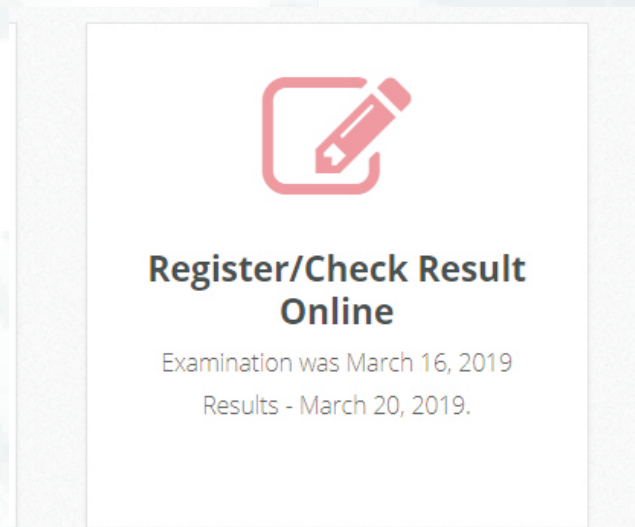 Register/Check Result
Online
Examination was March 16, 2019
Results - March 20, 2019.